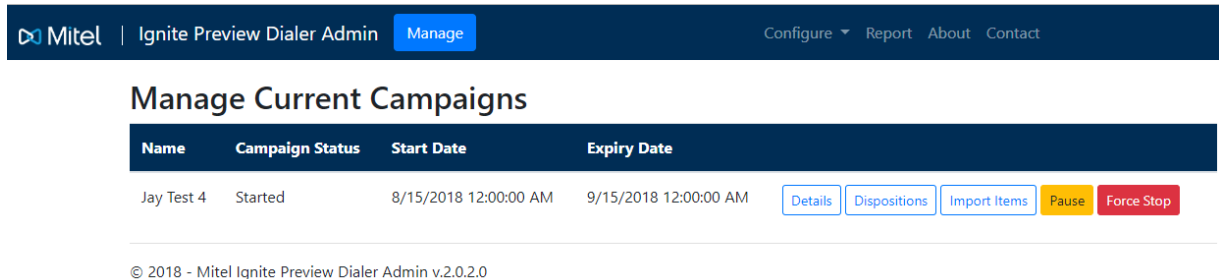 Mitel | Ignite Preview Dialer Admin Manage Configure Report About Contact
Manage Current Campaigns
Name Campaign Status Start Date Expiry Date
Jay Test 4 Started 8/15/2018 12:00:00 AM 9/15/2018 12:00:00 AM Details Dispositions Import Items Pause Force Stop
© 2018 - Mitel Ignite Preview Dialer Admin v.2.0.2.0